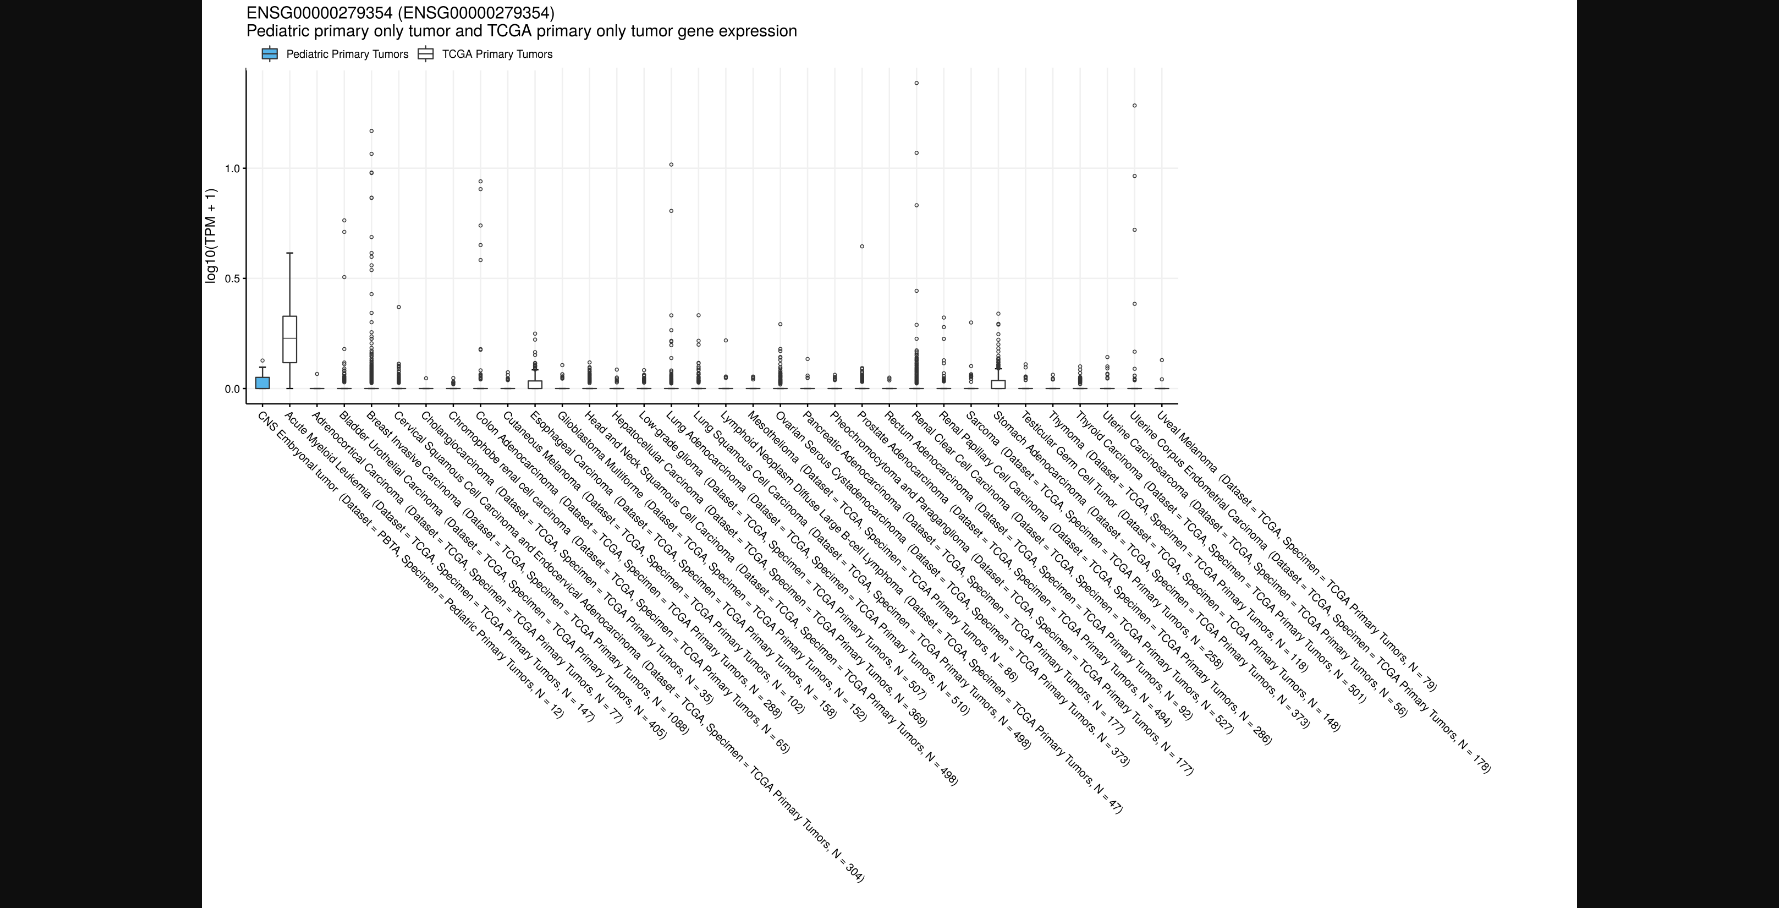 ENSG00000279354 (ENSG00000279354)
Pediatric primary only tumor and TCGA primary only tumor gene expression
Pediatric Primary Tumors
TCGA Primary Tumors
log10(TPM + 1)
1.0
0.5
0.0
CNS Embryonal tumor (Dataset = PBTA, Specimen = Pediatric Primary Tumors, N = 12)
Acute Myeloid Leukemia (Dataset = TCGA, Specimen = TCGA Primary Tumors, N = 147)
Adrenocortical Carcinoma (Dataset = TCGA, Specimen = TCGA Primary Tumors, N = 77)
Bladder Urothelial Carcinoma (Dataset = TCGA, Specimen = TCGA Primary Tumors, N = 405)
Breast Invasive Carcinoma (Dataset = TCGA, Specimen = TCGA Primary Tumors, N = 1088)
Cervical Squamous Cell Carcinoma and Endocervical Adenocarcinoma (Dataset = TCGA, Specimen = TCGA Primary Tumors, N = 304)
Cholangiocarcinoma (Dataset = TCGA, Specimen = TCGA Primary Tumors, N = 35)
Chromophobe renal cell carcinoma (Dataset = TCGA, Specimen = TCGA Primary Tumors, N = 65)
Colon Adenocarcinoma (Dataset = TCGA, Specimen = TCGA Primary Tumors, N = 288)
Cutaneous Melanoma (Dataset = TCGA, Specimen = TCGA Primary Tumors, N = 102)
Esophageal Carcinoma (Dataset = TCGA, Specimen = TCGA Primary Tumors, N = 158)
Glioblastoma Multiforme (Dataset = TCGA, Specimen = TCGA Primary Tumors, N = 152)
Head and Neck Squamous Cell Carcinoma (Dataset = TCGA, Specimen = TCGA Primary Tumors, N = 498)
Hepatocellular Carcinoma (Dataset = TCGA, Specimen = TCGA Primary Tumors, N = 369)
Low-grade glioma (Dataset = TCGA, Specimen = TCGA Primary Tumors, N = 507)
Lung Adenocarcinoma (Dataset = TCGA, Specimen = TCGA Primary Tumors, N = 510)
Lung Squamous Cell Carcinoma (Dataset = TCGA, Specimen = TCGA Primary Tumors, N = 498)
Lymphoid Neoplasm Diffuse Large B-cell Lymphoma (Dataset = TCGA, Specimen = TCGA Primary Tumors, N = 47)
Mesothelioma (Dataset = TCGA, Specimen = TCGA Primary Tumors, N = 86)
Ovarian Serous Cystadenocarcinoma (Dataset = TCGA, Specimen = TCGA Primary Tumors, N = 373)
Pancreatic Adenocarcinoma (Dataset = TCGA, Specimen = TCGA Primary Tumors, N = 177)
Pheochromocytoma and Paraganglioma (Dataset = TCGA, Specimen = TCGA Primary Tumors, N = 177)
Prostate Adenocarcinoma (Dataset = TCGA, Specimen = TCGA Primary Tumors, N = 494)
Rectum Adenocarcinoma (Dataset = TCGA, Specimen = TCGA Primary Tumors, N = 92)
Renal Clear Cell Carcinoma (Dataset = TCGA, Specimen = TCGA Primary Tumors, N = 527)
Renal Papillary Cell Carcinoma (Dataset = TCGA, Specimen = TCGA Primary Tumors, N = 286)
Sarcoma (Dataset = TCGA, Specimen = TCGA Primary Tumors, N = 258)
Stomach Adenocarcinoma (Dataset = TCGA, Specimen = TCGA Primary Tumors, N = 373)
Testicular Germ Cell Tumor (Dataset = TCGA, Specimen = TCGA Primary Tumors, N = 148)
Thymoma (Dataset = TCGA, Specimen = TCGA Primary Tumors, N = 118)
Thyroid Carcinoma (Dataset = TCGA, Specimen = TCGA Primary Tumors, N = 501)
Uterine Carcinosarcoma (Dataset = TCGA, Specimen = TCGA Primary Tumors, N = 56)
Uterine Corpus Endometrial Carcinoma (Dataset = TCGA, Specimen = TCGA Primary Tumors, N = 178)
Uveal Melanoma (Dataset = TCGA, Specimen = TCGA Primary Tumors, N = 79)